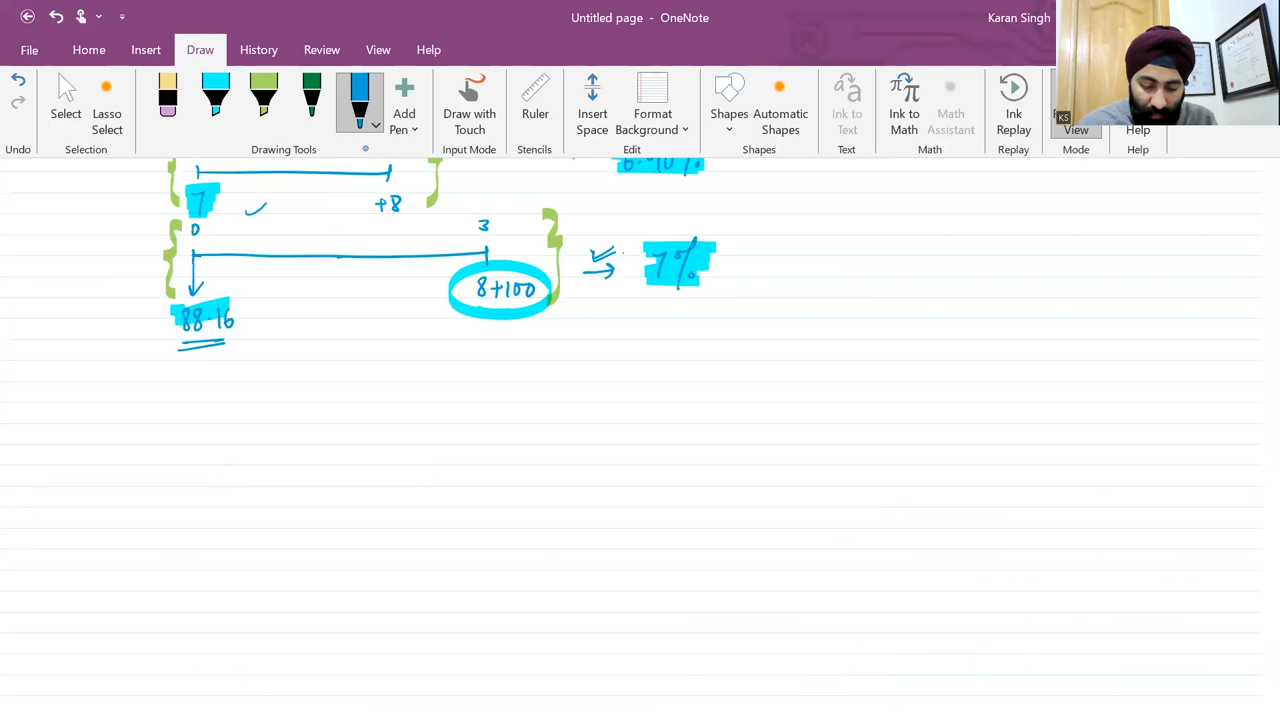 Untitled page - OneNote
Karan Singh
File Home Insert Draw History Review View Help
Undo
Select
Lasso Select
Add Pen
Draw with Touch
Ruler
Insert Space
Format Background
Shapes
Automatic Shapes
Ink to Text
Ink to Math
Math Assistant
Ink Replay
View
Help
KS
Undo Selection Drawing Tools Input Mode Stencils Edit Shapes Text Math Replay Mode Help
7 +8
0 3
8+100
7%
88.16